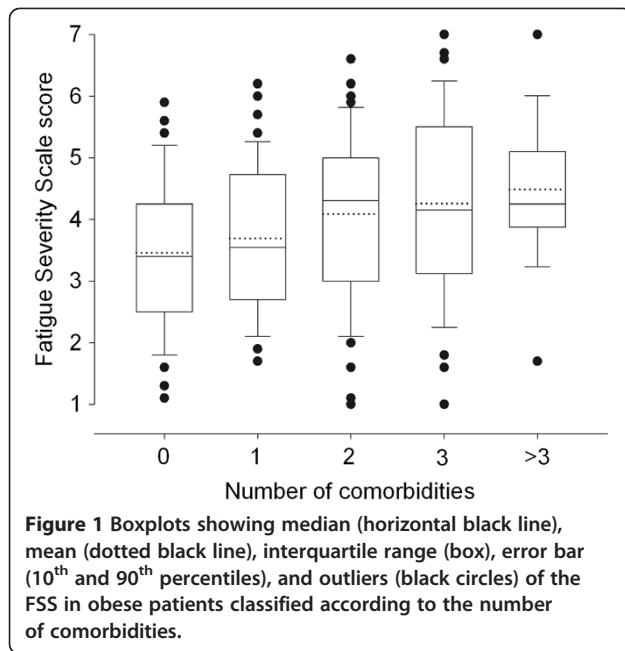 7
6
5
4
3
2
1
Fatigue Severity Scale score
0 1 2 3 >3
Number of comorbidities
Figure 1 Boxplots showing median (horizontal black line),
mean (dotted black line), interquartile range (box), error bar
(10th and 90th percentiles), and outliers (black circles) of the
FSS in obese patients classified according to the number
of comorbidities.